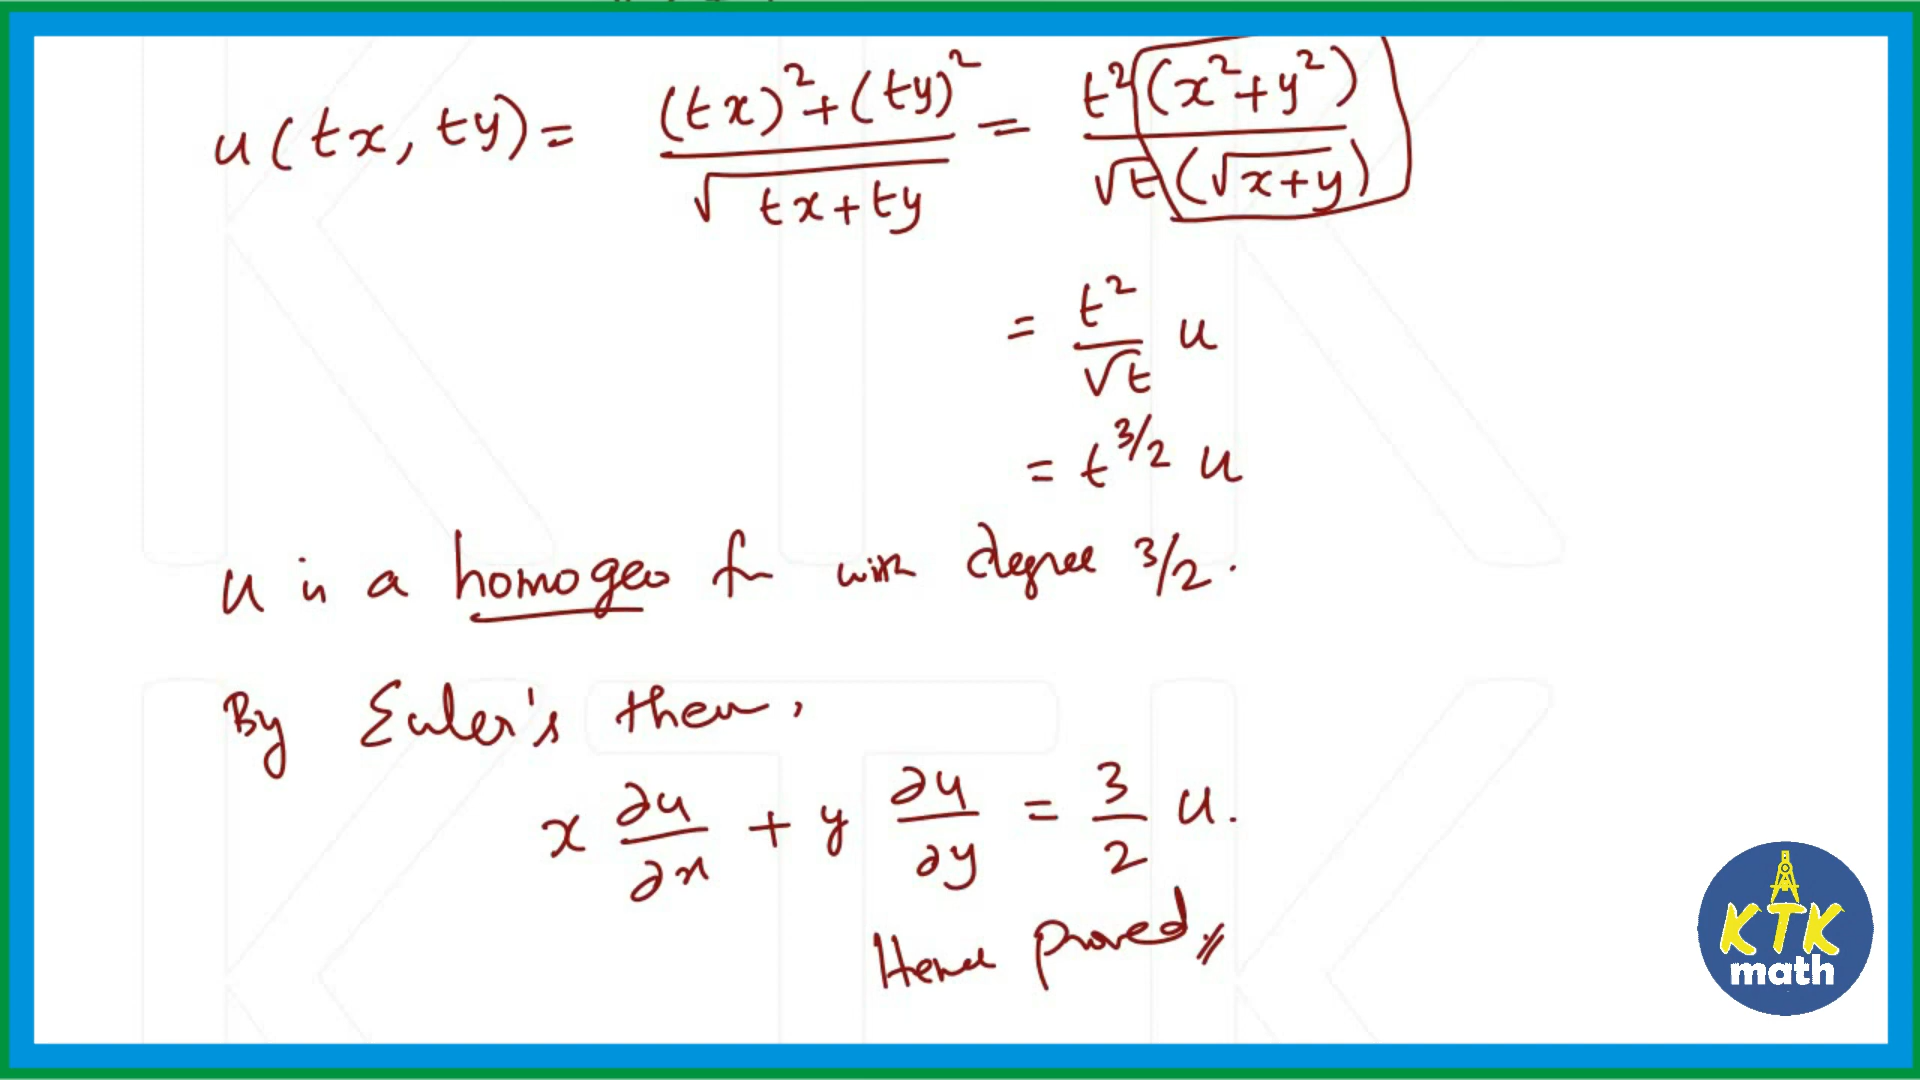 u(tx, ty) = ((tx)²+(ty)²)/(√(tx+ty)) = (t²(x²+y²))/(√t(√(x+y)))
= t²/√t u
= t^(3/2) u
u is a homogeo fn with degree 3/2.
By Euler's them,
x ∂u/∂x + y ∂u/∂y = 3/2 u.
Hence proved //
KTK
math